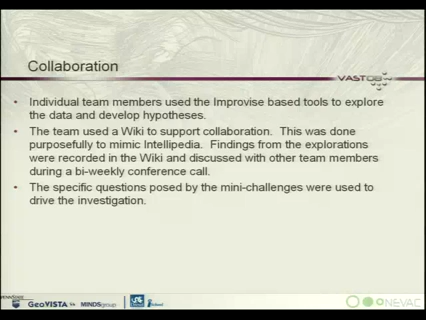 Collaboration
VAST08
• Individual team members used the Improvise based tools to explore
the data and develop hypotheses.
• The team used a Wiki to support collaboration. This was done
purposefully to mimic Intellipedia. Findings from the explorations
were recorded in the Wiki and discussed with other team members
during a bi-weekly conference call.
• The specific questions posed by the mini-challenges were used to
drive the investigation.
PENNSTATE
GeoVISTA MINDSgroup NEVAC